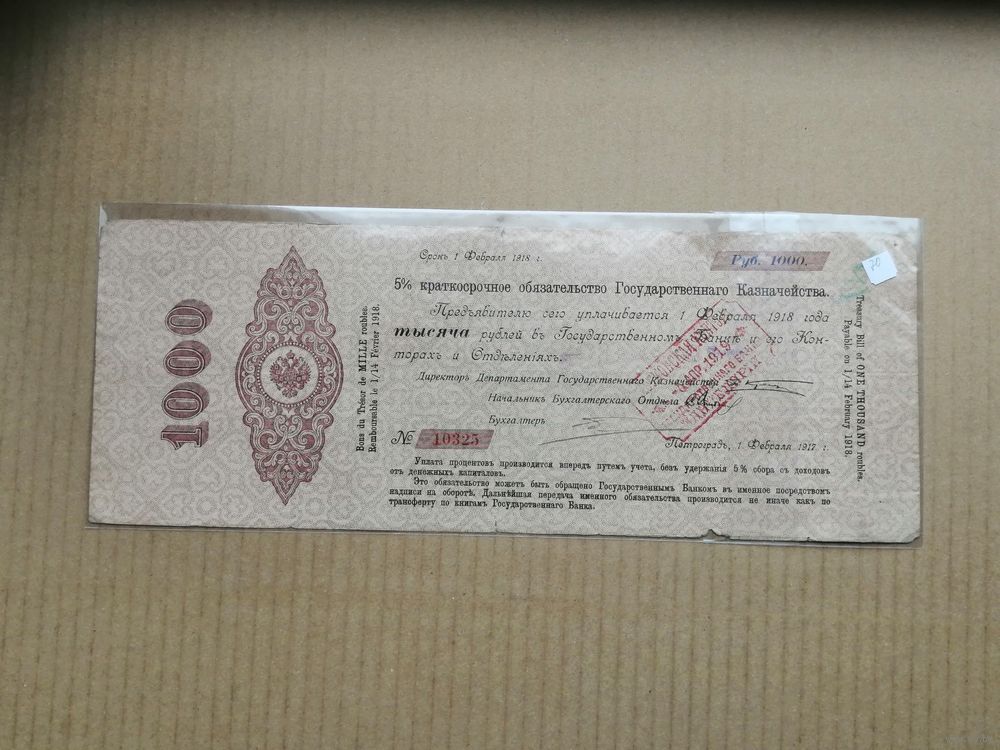 Срокъ 1 Февраля 1918 г.
Руб. 1000.
20
5% краткосрочное обязательство Государственнаго Казначейства.
Предъявителю сего уплачивается 1 Февраля 1918 года
тысяча рублей въ Государственномъ Банкѣ и его Кон-
торахъ и Отдѣленіяхъ.
Директоръ Департамента Государственнаго Казначейства
Начальникъ Бухгалтерскаго Отдѣла
Бухгалтеръ
№ 10325
Петроградъ, 1 Февраля 1917 г.
Уплата процентовъ производится впередъ путемъ учета, безъ удержанія 5% сбора съ доходовъ
отъ денежныхъ капиталовъ.
Это обязательство можетъ быть обращено Государственнымъ Банкомъ въ именное посредствомъ
надписи на оборотѣ. Дальнѣйшая передача именного обязательства производится не иначе какъ по
трансферту по книгамъ Государственнаго Банка.
1000
Bons du Trésor de MILLE roubles.
Remboursable le 1/14 Février 1918.
Treasury Bill of ONE THOUSAND roubles.
Payable on 1/14 February 1918.